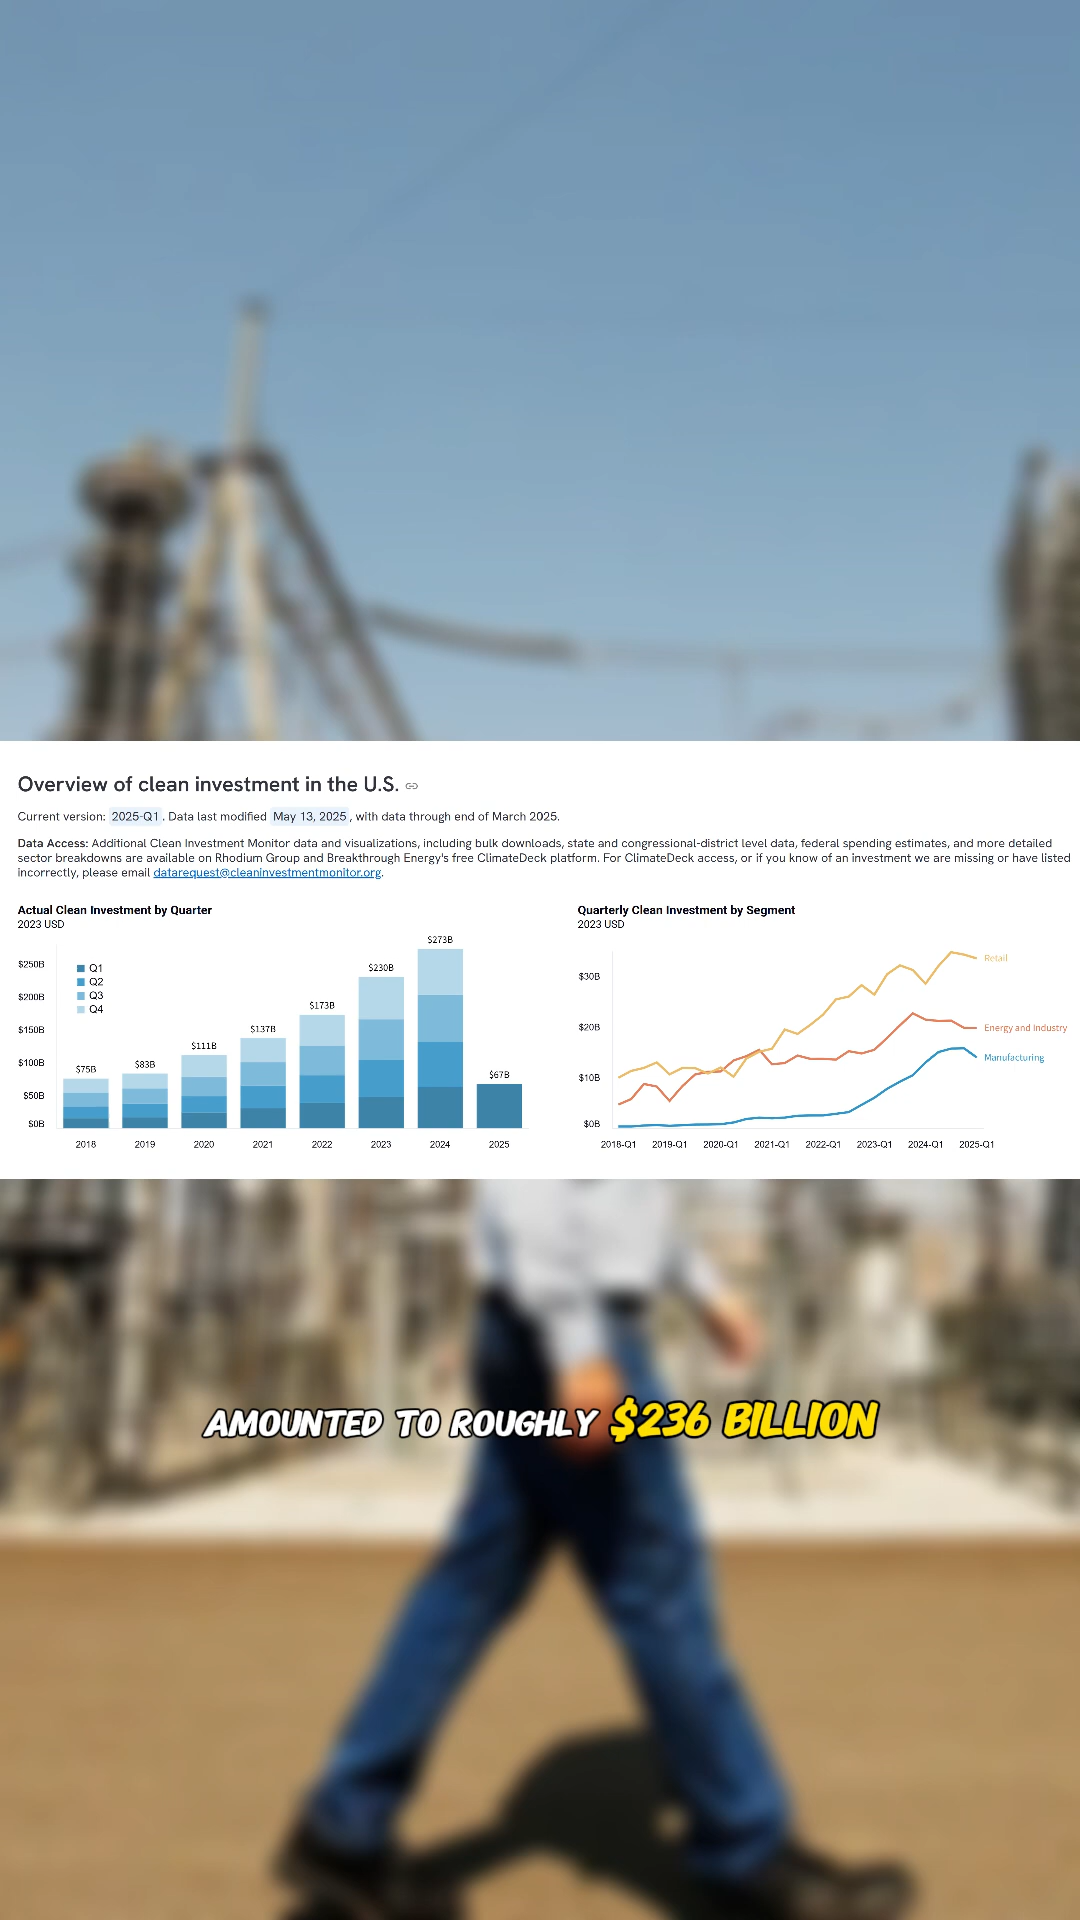 Overview of clean investment in the U.S.
Current version: 2025-Q1. Data last modified May 13, 2025, with data through end of March 2025.
Data Access: Additional Clean Investment Monitor data and visualizations, including bulk downloads, state and congressional-district level data, federal spending estimates, and more detailed
sector breakdowns are available on Rhodium Group and Breakthrough Energy's free ClimateDeck platform. For ClimateDeck access, or if you know of an investment we are missing or have listed
incorrectly, please email datarequest@cleaninvestmentmonitor.org.
Actual Clean Investment by Quarter
2023 USD
$250B
$200B
$150B
$100B
$50B
$0B
Q1
Q2
Q3
Q4
$75B
$83B
$111B
$137B
$173B
$230B
$273B
$67B
2018 2019 2020 2021 2022 2023 2024 2025
Quarterly Clean Investment by Segment
2023 USD
$30B
$20B
$10B
$0B
Retail
Energy and Industry
Manufacturing
2018-Q1 2019-Q1 2020-Q1 2021-Q1 2022-Q1 2023-Q1 2024-Q1 2025-Q1
AMOUNTED TO ROUGHLY $236 BILLION